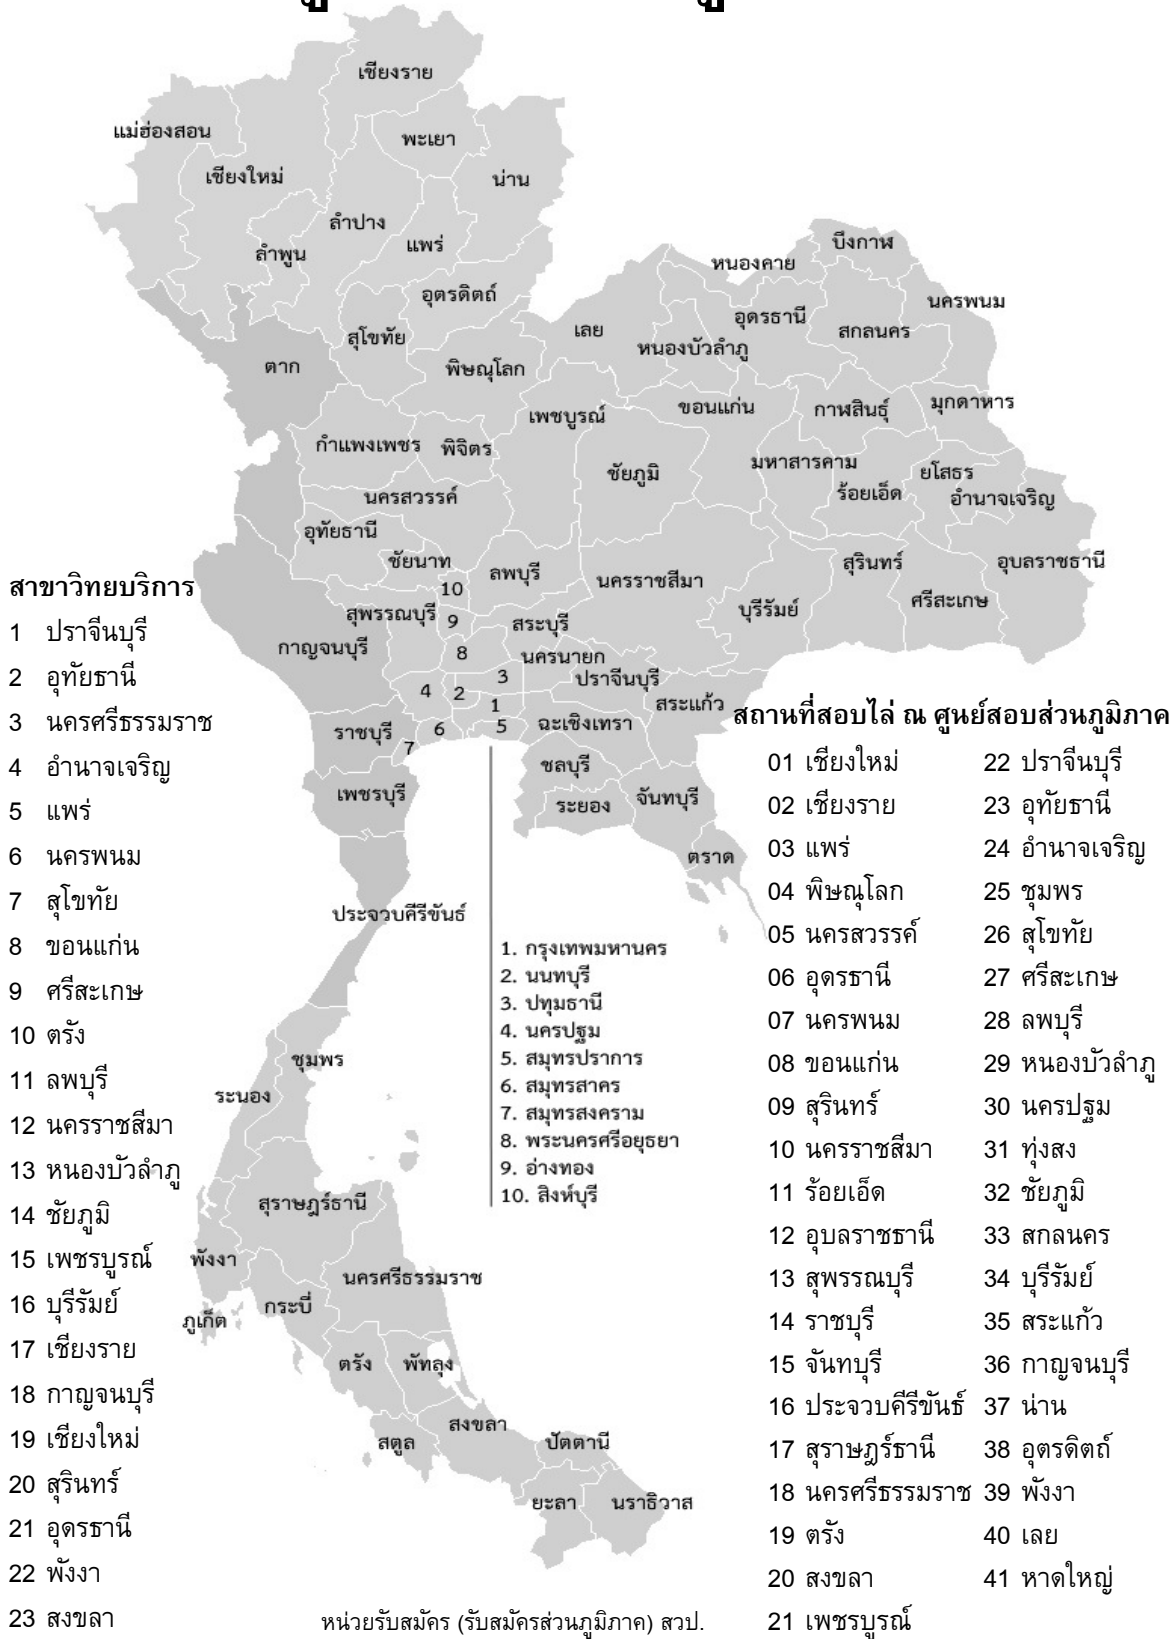 เชียงราย
แม่ฮ่องสอน
พะเยา
เชียงใหม่
น่าน
ลำปาง
แพร่
ลำพูน
บึงกาฬ
หนองคาย
อุตรดิตถ์
นครพนม
อุดรธานี
เลย
สกลนคร
สุโขทัย
หนองบัวลำภู
ตาก
พิษณุโลก
ขอนแก่น
กาฬสินธุ์
มุกดาหาร
เพชบูรณ์
กำแพงเพชร
พิจิตร
ชัยภูมิ
มหาสารคาม
ยโสธร
ร้อยเอ็ด
อำนาจเจริญ
นครสวรรค์
อุทัยธานี
ชัยนาท
ลพบุรี
นครราชสีมา
สุรินทร์
อุบลราชธานี
10
บุรีรัมย์
ศรีสะเกษ
สุพรรณบุรี
9
สระบุรี
กาญจนบุรี
8
นครนายก
3
ปราจีนบุรี
4
2
1
สระแก้ว
ราชบุรี
6
5
ฉะเชิงเทรา
7
ชลบุรี
เพชรบุรี
ระยอง
จันทบุรี
ตราด
ประจวบคีรีขันธ์
ชุมพร
ระนอง
สุราษฎร์ธานี
พังงา
นครศรีธรรมราช
กระบี่
ภูเก็ต
ตรัง
พัทลุง
สงขลา
สตูล
ปัตตานี
ยะลา
นราธิวาส
1. กรุงเทพมหานคร
2. นนทบุรี
3. ปทุมธานี
4. นครปฐม
5. สมุทรปราการ
6. สมุทรสาคร
7. สมุทรสงคราม
8. พระนครศรีอยุธยา
9. อ่างทอง
10. สิงห์บุรี
สาขาวิทยบริการ
1 ปราจีนบุรี
2 อุทัยธานี
3 นครศรีธรรมราช
4 อำนาจเจริญ
5 แพร่
6 นครพนม
7 สุโขทัย
8 ขอนแก่น
9 ศรีสะเกษ
10 ตรัง
11 ลพบุรี
12 นครราชสีมา
13 หนองบัวลำภู
14 ชัยภูมิ
15 เพชรบูรณ์
16 บุรีรัมย์
17 เชียงราย
18 กาญจนบุรี
19 เชียงใหม่
20 สุรินทร์
21 อุดรธานี
22 พังงา
23 สงขลา
สถานที่สอบไล่ ณ ศูนย์สอบส่วนภูมิภาค
01 เชียงใหม่
02 เชียงราย
03 แพร่
04 พิษณุโลก
05 นครสวรรค์
06 อุดรธานี
07 นครพนม
08 ขอนแก่น
09 สุรินทร์
10 นครราชสีมา
11 ร้อยเอ็ด
12 อุบลราชธานี
13 สุพรรณบุรี
14 ราชบุรี
15 จันทบุรี
16 ประจวบคีรีขันธ์
17 สุราษฎร์ธานี
18 นครศรีธรรมราช
19 ตรัง
20 สงขลา
21 เพชรบูรณ์
22 ปราจีนบุรี
23 อุทัยธานี
24 อำนาจเจริญ
25 ชุมพร
26 สุโขทัย
27 ศรีสะเกษ
28 ลพบุรี
29 หนองบัวลำภู
30 นครปฐม
31 ทุ่งสง
32 ชัยภูมิ
33 สกลนคร
34 บุรีรัมย์
35 สระแก้ว
36 กาญจนบุรี
37 น่าน
38 อุตรดิตถ์
39 พังงา
40 เลย
41 หาดใหญ่
หน่วยรับสมัคร (รับสมัครส่วนภูมิภาค) สวป.